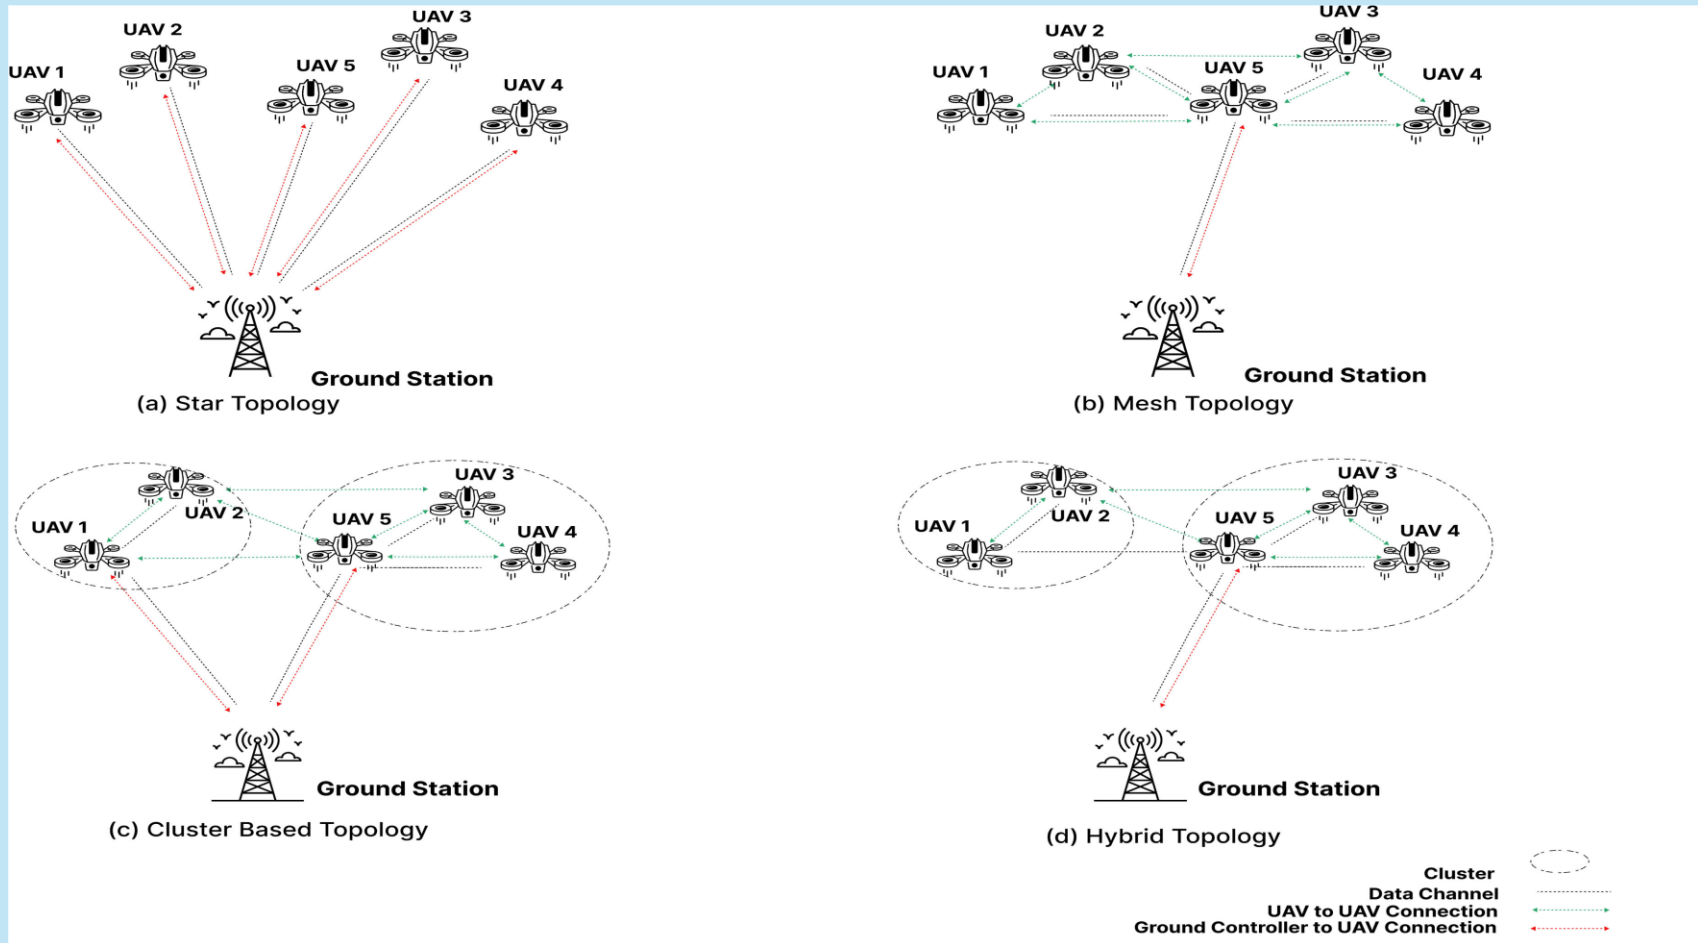 UAV 1
UAV 2
UAV 5
UAV 3
UAV 4
Ground Station
(a) Star Topology
UAV 1
UAV 2
UAV 5
UAV 3
UAV 4
Ground Station
(b) Mesh Topology
UAV 1
UAV 2
UAV 5
UAV 3
UAV 4
Ground Station
(c) Cluster Based Topology
UAV 1
UAV 2
UAV 5
UAV 3
UAV 4
Ground Station
(d) Hybrid Topology
Cluster
Data Channel
UAV to UAV Connection
Ground Controller to UAV Connection